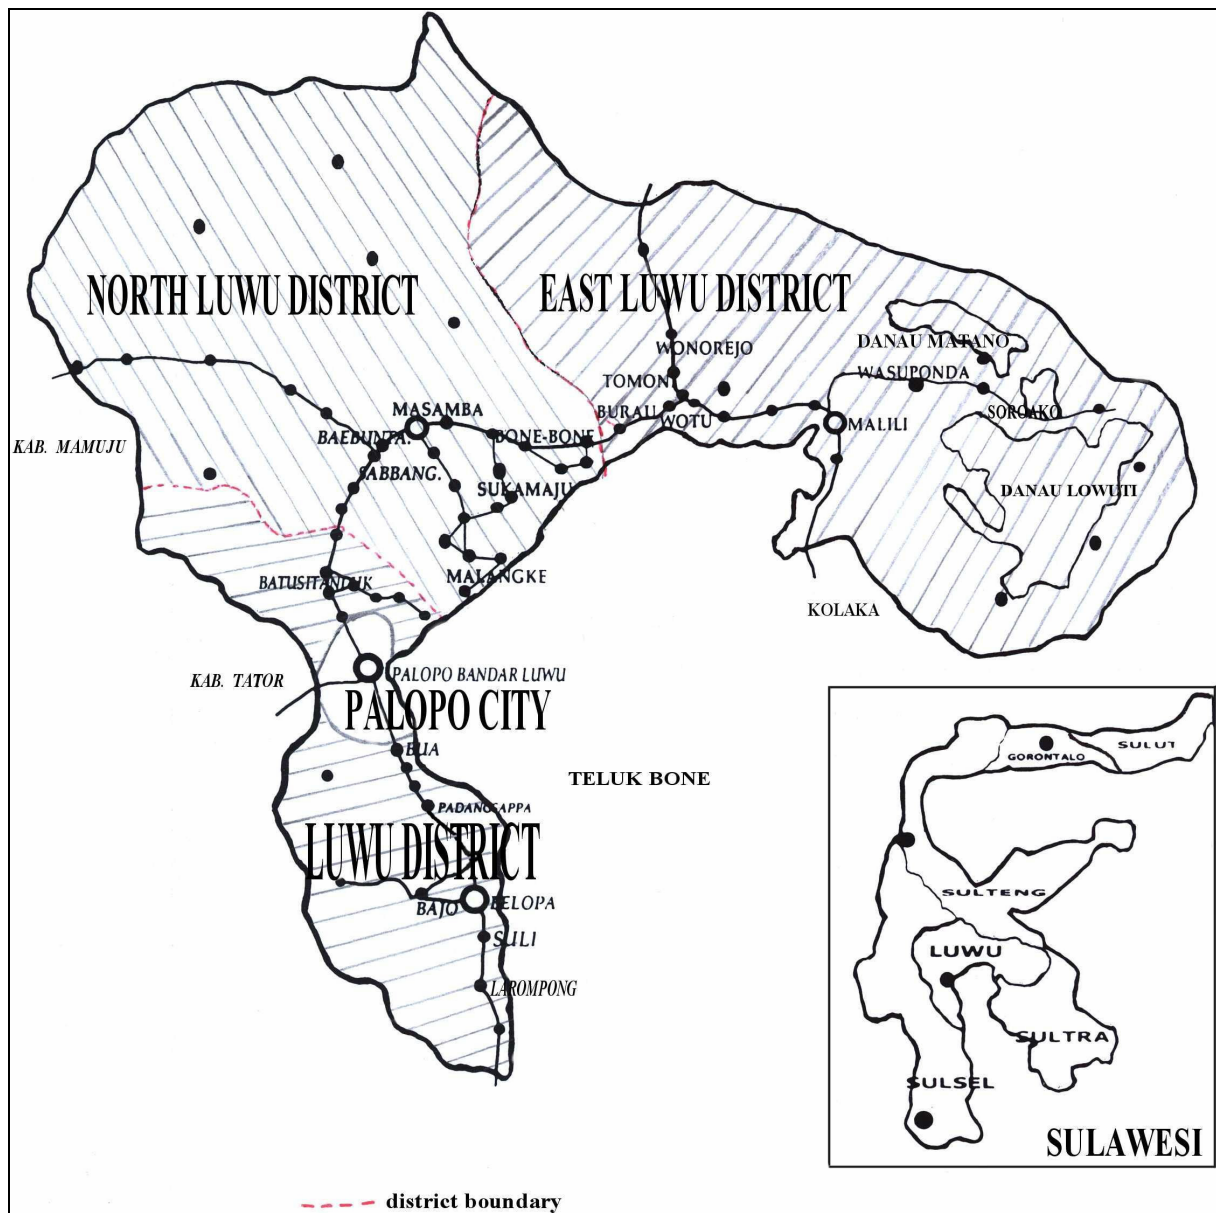 NORTH LUWU DISTRICT
EAST LUWU DISTRICT
WONOREJO
DANAU MATANO
WASUPONDA
TOMONI
SOROAKO
MASAMBA
BURAU
WOTU
MALILI
BAEBUNTA.
BONE-BONE
KAB. MAMUJU
SABBANG.
SUKAMAJU
DANAU LOWUTI
BATUSITANDUK
MALANGKE
KOLAKA
KAB. TATOR
PALOPO BANDAR LUWU
PALOPO CITY
BUA
TELUK BONE
PADANGSAPPA
LUWU DISTRICT
BAJO
BELOPA
SULI
LAROMPONG
SULUT
GORONTALO
SULTENG
LUWU
SULTRA
SULSEL
SULAWESI
district boundary